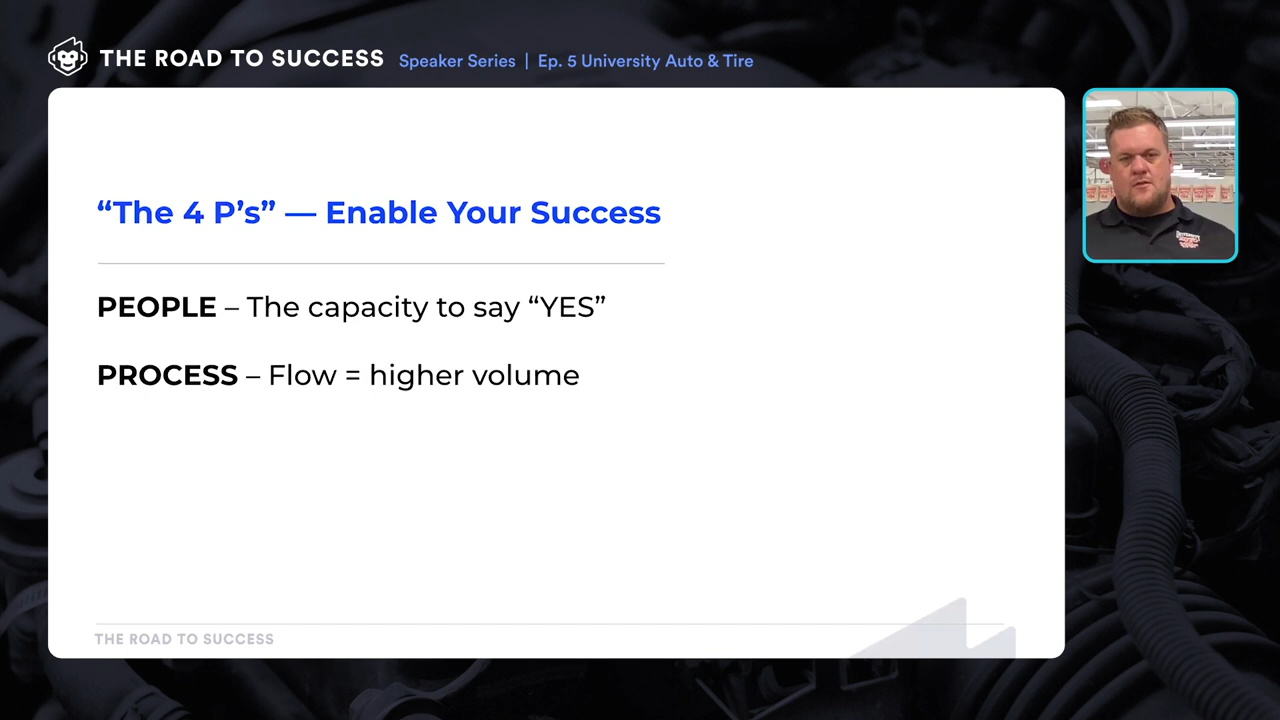 THE ROAD TO SUCCESS Speaker Series | Ep. 5 University Auto & Tire
“The 4 P’s” — Enable Your Success
PEOPLE – The capacity to say “YES”
PROCESS – Flow = higher volume
THE ROAD TO SUCCESS